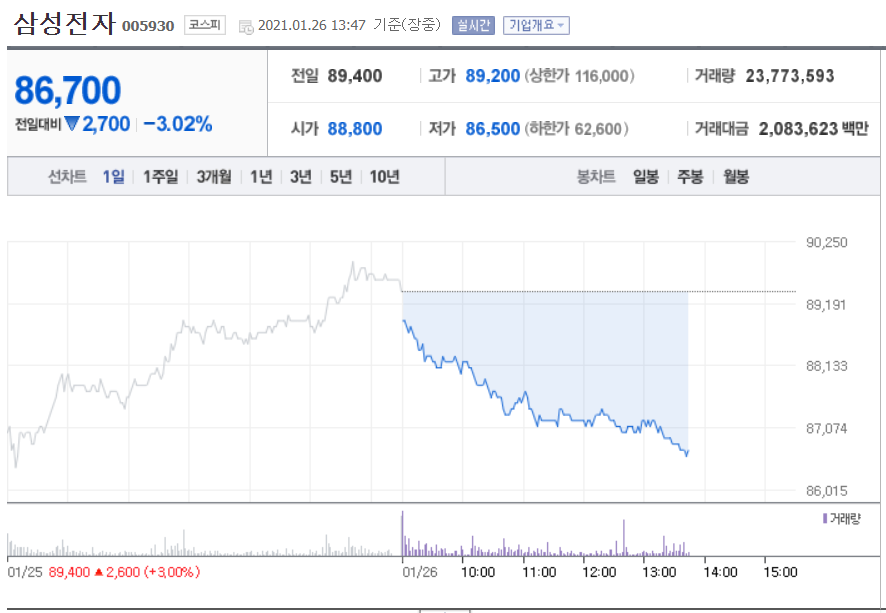 삼성전자 005930 코스피 2021.01.26 13:47 기준(장중) 실시간 기업개요
86,700
전일대비 ▼2,700 -3.02%
전일 89,400 고가 89,200 (상한가 116,000) 거래량 23,773,593
시가 88,800 저가 86,500 (하한가 62,600) 거래대금 2,083,623 백만
선차트 1일 1주일 3개월 1년 3년 5년 10년 봉차트 일봉 주봉 월봉
90,250
89,191
88,133
87,074
86,015
거래량
01/25 89,400 ▲ 2,600 (+3,00%) 01/26 10:00 11:00 12:00 13:00 14:00 15:00